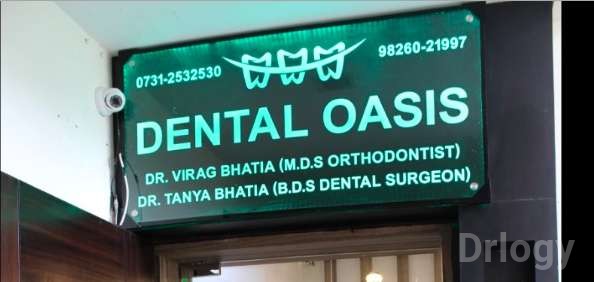 0731-2532530
98260-21997
DENTAL OASIS
DR. VIRAG BHATIA (M.D.S ORTHODONTIST)
DR. TANYA BHATIA (B.D.S DENTAL SURGEON)
Drlogy